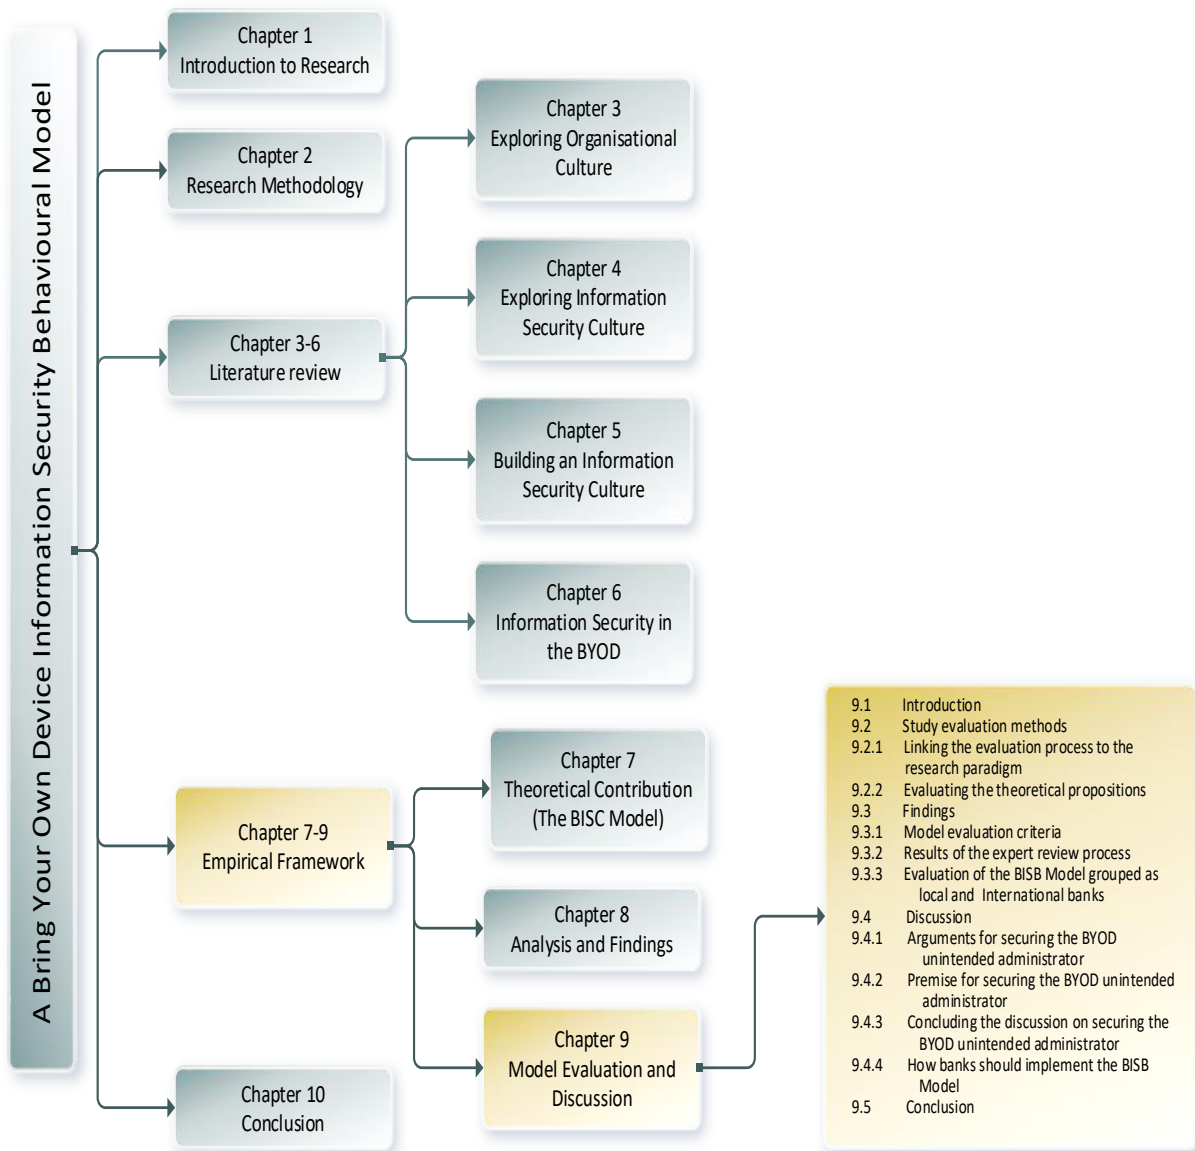 A Bring Your Own Device Information Security Behavioural Model
Chapter 1
Introduction to Research
Chapter 2
Research Methodology
Chapter 3-6
Literature review
Chapter 3
Exploring Organisational
Culture
Chapter 4
Exploring Information
Security Culture
Chapter 5
Building an Information
Security Culture
Chapter 6
Information Security in
the BYOD
Chapter 7-9
Empirical Framework
Chapter 7
Theoretical Contribution
(The BISC Model)
Chapter 8
Analysis and Findings
Chapter 9
Model Evaluation and
Discussion
9.1 Introduction
9.2 Study evaluation methods
9.2.1 Linking the evaluation process to the
research paradigm
9.2.2 Evaluating the theoretical propositions
9.3 Findings
9.3.1 Model evaluation criteria
9.3.2 Results of the expert review process
9.3.3 Evaluation of the BISB Model grouped as
local and International banks
9.4 Discussion
9.4.1 Arguments for securing the BYOD
unintended administrator
9.4.2 Premise for securing the BYOD unintended
administrator
9.4.3 Concluding the discussion on securing the
BYOD unintended administrator
9.4.4 How banks should implement the BISB
Model
9.5 Conclusion
Chapter 10
Conclusion